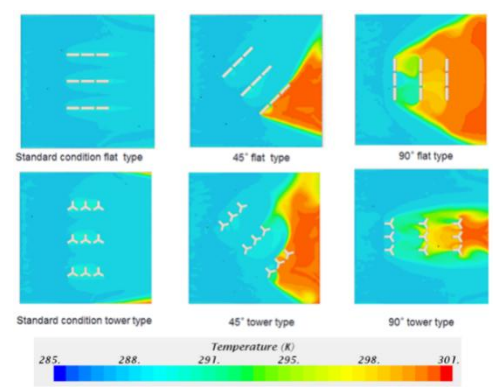 Standard condition flat type
45° flat type
90° flat type
Standard condition tower type
45° tower type
90° tower type
Temperature (K)
285. 288. 291. 295. 298. 301.